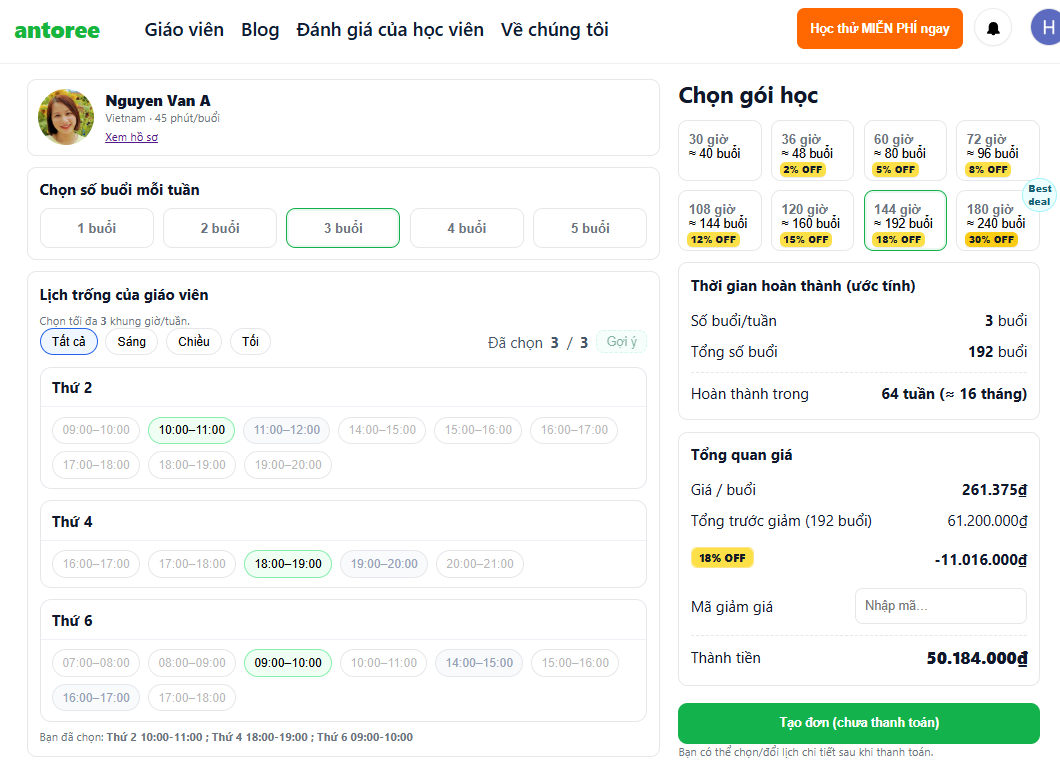 antoree
Giáo viên Blog Đánh giá của học viên Về chúng tôi
Học thử MIỄN PHÍ ngay
H
Nguyen Van A
Vietnam · 45 phút/buổi
Xem hồ sơ
Chọn số buổi mỗi tuần
1 buổi 2 buổi 3 buổi 4 buổi 5 buổi
Lịch trống của giáo viên
Chọn tối đa 3 khung giờ/tuần.
Tất cả Sáng Chiều Tối
Đã chọn 3 / 3 Gợi ý
Thứ 2
09:00–10:00 10:00–11:00 11:00–12:00 14:00–15:00 15:00–16:00 16:00–17:00
17:00–18:00 18:00–19:00 19:00–20:00
Thứ 4
16:00–17:00 17:00–18:00 18:00–19:00 19:00–20:00 20:00–21:00
Thứ 6
07:00–08:00 08:00–09:00 09:00–10:00 10:00–11:00 14:00–15:00 15:00–16:00
16:00–17:00 17:00–18:00
Bạn đã chọn: Thứ 2 10:00-11:00 ; Thứ 4 18:00-19:00 ; Thứ 6 09:00-10:00
Chọn gói học
30 giờ
≈ 40 buổi
36 giờ
≈ 48 buổi
2% OFF
60 giờ
≈ 80 buổi
5% OFF
72 giờ
≈ 96 buổi
8% OFF
108 giờ
≈ 144 buổi
12% OFF
120 giờ
≈ 160 buổi
15% OFF
144 giờ
≈ 192 buổi
18% OFF
Best
deal
180 giờ
≈ 240 buổi
30% OFF
Thời gian hoàn thành (ước tính)
Số buổi/tuần 3 buổi
Tổng số buổi 192 buổi
Hoàn thành trong 64 tuần (≈ 16 tháng)
Tổng quan giá
Giá / buổi 261.375₫
Tổng trước giảm (192 buổi) 61.200.000₫
18% OFF -11.016.000₫
Mã giảm giá Nhập mã...
Thành tiền 50.184.000₫
Tạo đơn (chưa thanh toán)
Bạn có thể chọn/đổi lịch chi tiết sau khi thanh toán.